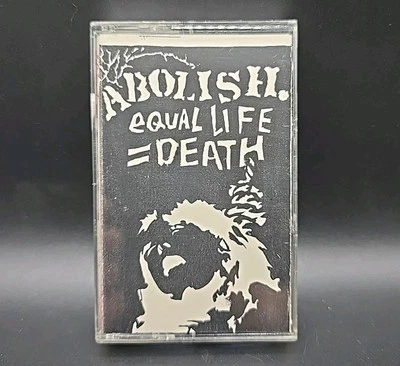 ABOLISH.
eQUAL LIFE
=DEATH